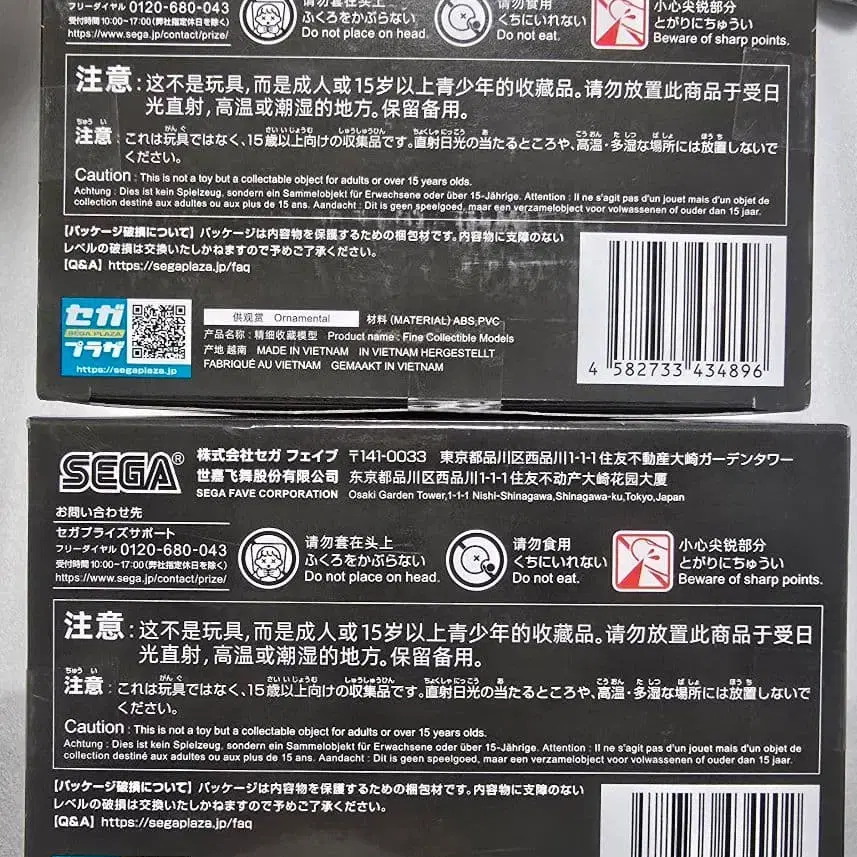 フリーダイヤル 0120-680-043
受付時間 10:00~17:00(弊社指定休日を除く)
https://www.sega.jp/contact/prize/
请勿套在头上
ふくろをかぶらない
Do not place on head.
请勿食用
くちにいれない
Do not eat.
小心尖锐部分
とがりにちゅうい
Beware of sharp points.
注意:这不是玩具,而是成人或15岁以上青少年的收藏品。请勿放置此商品于受日
光直射,高温或潮湿的地方。保留备用。
注意:これは玩具ではなく、15歳以上向けの収集品です。直射日光の当たるところや、高温・多湿な場所には放置しないで
ください。
Caution : This is not a toy but a collectable object for adults or over 15 years olds.
Achtung : Dies ist kein Spielzeug, sondern ein Sammelobjekt für Erwachsene oder über 15-Jährige. Attention : Il ne s'agit pas d'un jouet mais d'un objet de
collection destiné aux adultes ou aux plus de 15 ans. Aandacht : Dit is geen speelgoed, maar een verzamelobject voor volwassenen of ouder dan 15 jaar.
【パッケージ破損について】パッケージは内容物を保護するための梱包材です。内容物に支障のない
レベルの破損は交換いたしかねますので予めご了承ください。
【Q&A】https://segaplaza.jp/faq
セガ
SEGA PLAZA
プラザ
https://segaplaza.jp
供观赏 Ornamental 材料 (MATERIAL) ABS,PVC
产品名称:精细收藏模型 Product name : Fine Collectible Models
产地 越南 MADE IN VIETNAM IN VIETNAM HERGESTELLT
FABRIQUÉ AU VIETNAM GEMAAKT IN VIETNAM
4 582733 434896
SEGA®
株式会社セガ フェイブ 〒141-0033 東京都品川区西品川1-1-1住友不動産大崎ガーデンタワー
世嘉飞舞股份有限公司 东京都品川区西品川1-1-1住友不动产大崎花园大厦
SEGA FAVE CORPORATION Osaki Garden Tower,1-1-1 Nishi-Shinagawa,Shinagawa-ku,Tokyo,Japan
お問い合わせ先
セガプライズサポート
フリーダイヤル 0120-680-043
受付時間 10:00~17:00(弊社指定休日を除く)
https://www.sega.jp/contact/prize/
请勿套在头上
ふくろをかぶらない
Do not place on head.
请勿食用
くちにいれない
Do not eat.
小心尖锐部分
とがりにちゅうい
Beware of sharp points.
注意:这不是玩具,而是成人或15岁以上青少年的收藏品。请勿放置此商品于受日
光直射,高温或潮湿的地方。保留备用。
注意:これは玩具ではなく、15歳以上向けの収集品です。直射日光の当たるところや、高温・多湿な場所には放置しないで
ください。
Caution : This is not a toy but a collectable object for adults or over 15 years olds.
Achtung : Dies ist kein Spielzeug, sondern ein Sammelobjekt für Erwachsene oder über 15-Jährige. Attention : Il ne s'agit pas d'un jouet mais d'un objet de
collection destiné aux adultes ou aux plus de 15 ans. Aandacht : Dit is geen speelgoed, maar een verzamelobject voor volwassenen of ouder dan 15 jaar.
【パッケージ破損について】パッケージは内容物を保護するための梱包材です。内容物に支障のない
レベルの破損は交換いたしかねますので予めご了承ください。
【Q&A】https://segaplaza.jp/faq